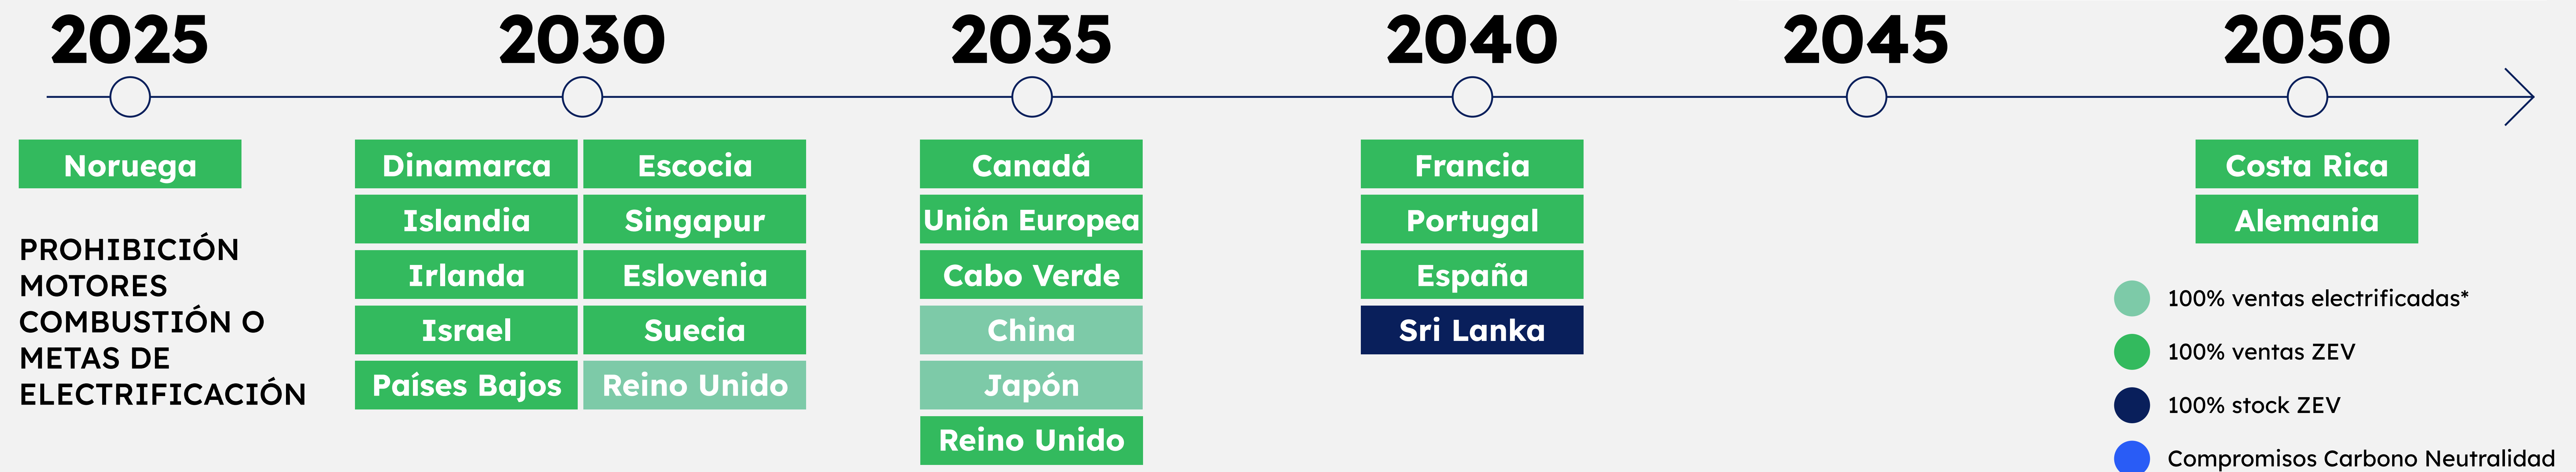 2025
2030
2035
2040
2045
2050
Noruega
PROHIBICIÓN
MOTORES
COMBUSTIÓN O
METAS DE
ELECTRIFICACIÓN
Dinamarca
Islandia
Irlanda
Israel
Países Bajos
Escocia
Singapur
Eslovenia
Suecia
Reino Unido
Canadá
Unión Europea
Cabo Verde
China
Japón
Reino Unido
Francia
Portugal
España
Sri Lanka
Costa Rica
Alemania
100% ventas electrificadas*
100% ventas ZEV
100% stock ZEV
Compromisos Carbono Neutralidad